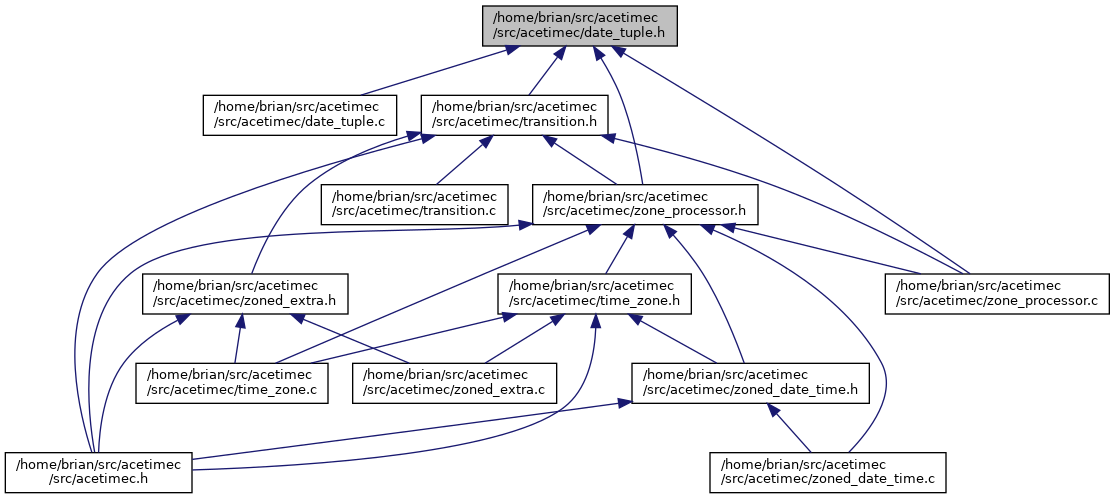 /home/brian/src/acetimec
/src/acetimec/date_tuple.h
/home/brian/src/acetimec
/src/acetimec/date_tuple.c
/home/brian/src/acetimec
/src/acetimec/transition.h
/home/brian/src/acetimec
/src/acetimec/transition.c
/home/brian/src/acetimec
/src/acetimec/zone_processor.h
/home/brian/src/acetimec
/src/acetimec/zoned_extra.h
/home/brian/src/acetimec
/src/acetimec/time_zone.h
/home/brian/src/acetimec
/src/acetimec/zone_processor.c
/home/brian/src/acetimec
/src/acetimec/time_zone.c
/home/brian/src/acetimec
/src/acetimec/zoned_extra.c
/home/brian/src/acetimec
/src/acetimec/zoned_date_time.h
/home/brian/src/acetimec
/src/acetimec.h
/home/brian/src/acetimec
/src/acetimec/zoned_date_time.c